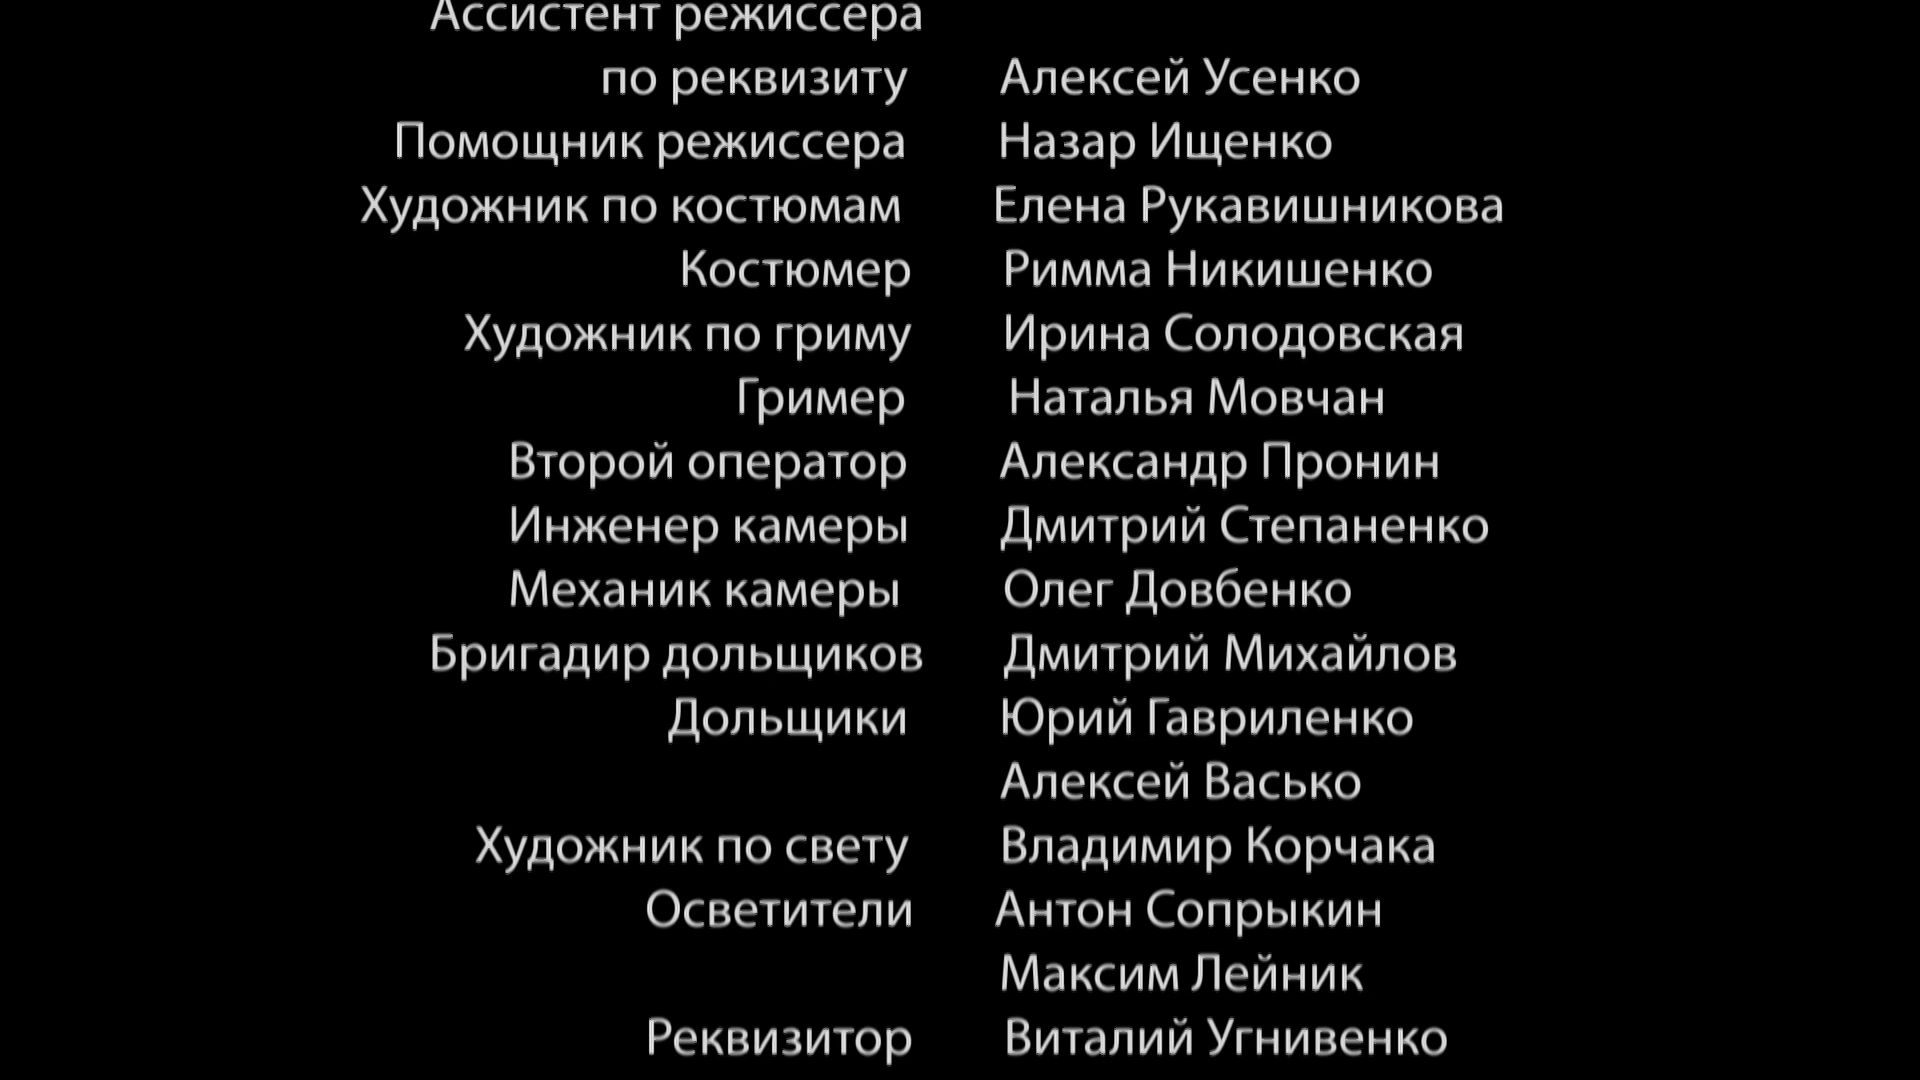 Ассистент режиссера
по реквизиту Алексей Усенко
Помощник режиссера Назар Ищенко
Художник по костюмам Елена Рукавишникова
Костюмер Римма Никишенко
Художник по гриму Ирина Солодовская
Гример Наталья Мовчан
Второй оператор Александр Пронин
Инженер камеры Дмитрий Степаненко
Механик камеры Олег Довбенко
Бригадир дольщиков Дмитрий Михайлов
Дольщики Юрий Гавриленко
Алексей Васько
Художник по свету Владимир Корчака
Осветители Антон Сопрыкин
Максим Лейник
Реквизитор Виталий Угнивенко